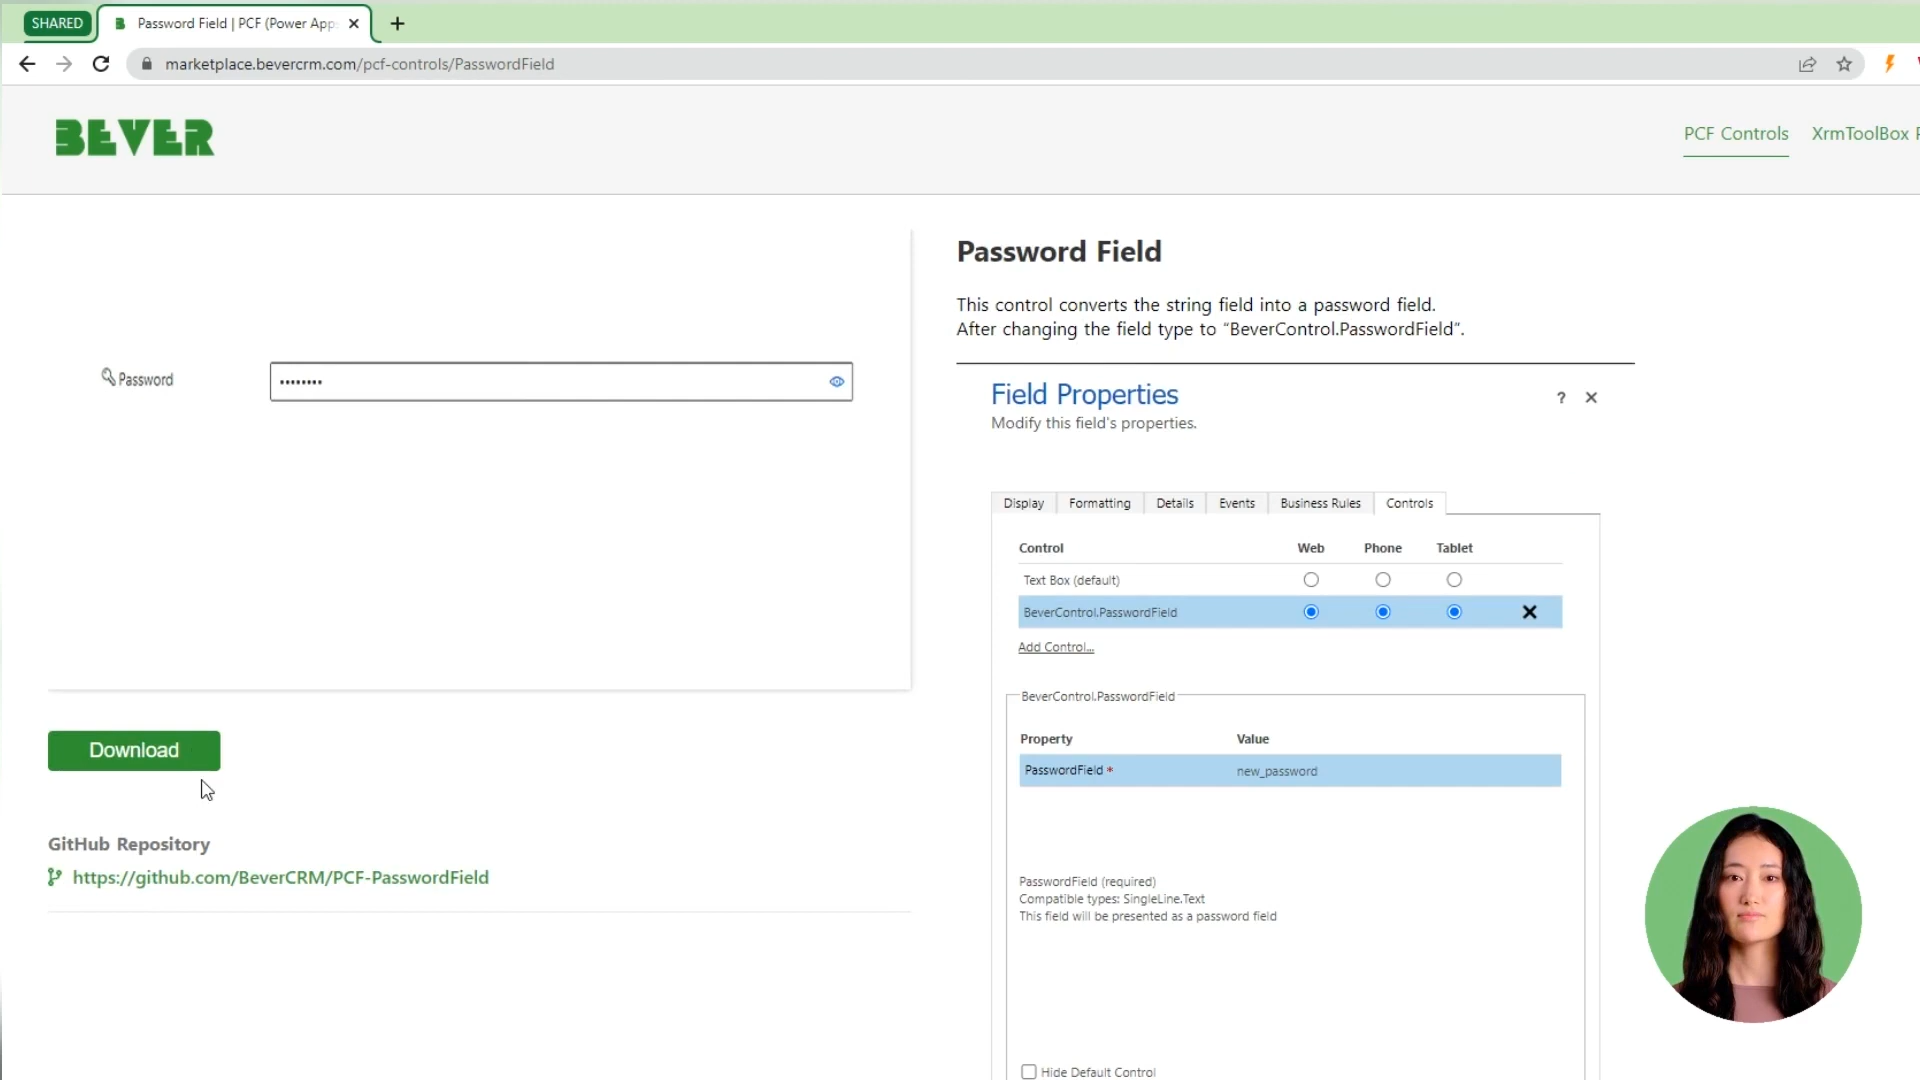 SHARED
Password Field | PCF (Power App
marketplace.bevercrm.com/pcf-controls/PasswordField
BEVER
PCF Controls
XrmToolBox P
Password Field
This control converts the string field into a password field.
After changing the field type to “BeverControl.PasswordField”.
Password
••••••••
Field Properties
Modify this field's properties.
? 
Display Formatting Details Events Business Rules Controls
Control Web Phone Tablet
Text Box (default)
BeverControl.PasswordField
Add Control...
BeverControl.PasswordField
Property Value
PasswordField * new_password
PasswordField (required)
Compatible types: SingleLine.Text
This field will be presented as a password field
Hide Default Control
Download
GitHub Repository
https://github.com/BeverCRM/PCF-PasswordField